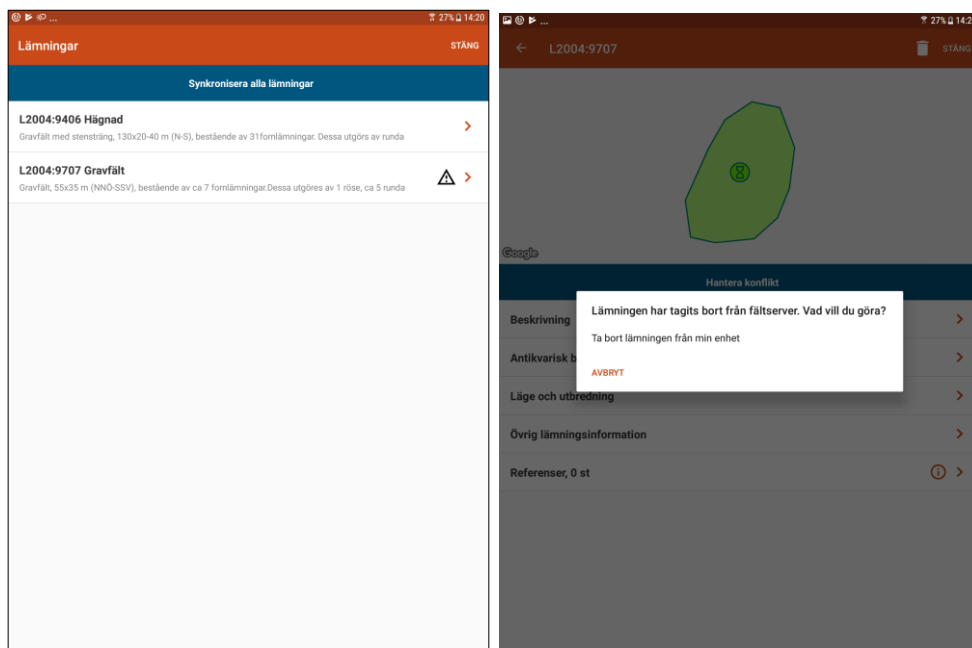 ... 27% 14:20
Lämningar STÄNG
Synkronisera alla lämningar
L2004:9406 Hägnad
Gravfält med stensträng, 130x20-40 m (N-S), bestående av 31fornlämningar. Dessa utgörs av runda
L2004:9707 Gravfält
Gravfält, 55x35 m (NNÖ-SSV), bestående av ca 7 fornlämningar.Dessa utgöres av 1 röse, ca 5 runda
... 27% 14:2
L2004:9707 STÄNG
Google
Hantera konflikt
Lämningen har tagits bort från fältserver. Vad vill du göra?
Beskrivning
Ta bort lämningen från min enhet
Antikvarisk b
AVBRYT
Läge och utbredning
Övrig lämningsinformation
Referenser, 0 st